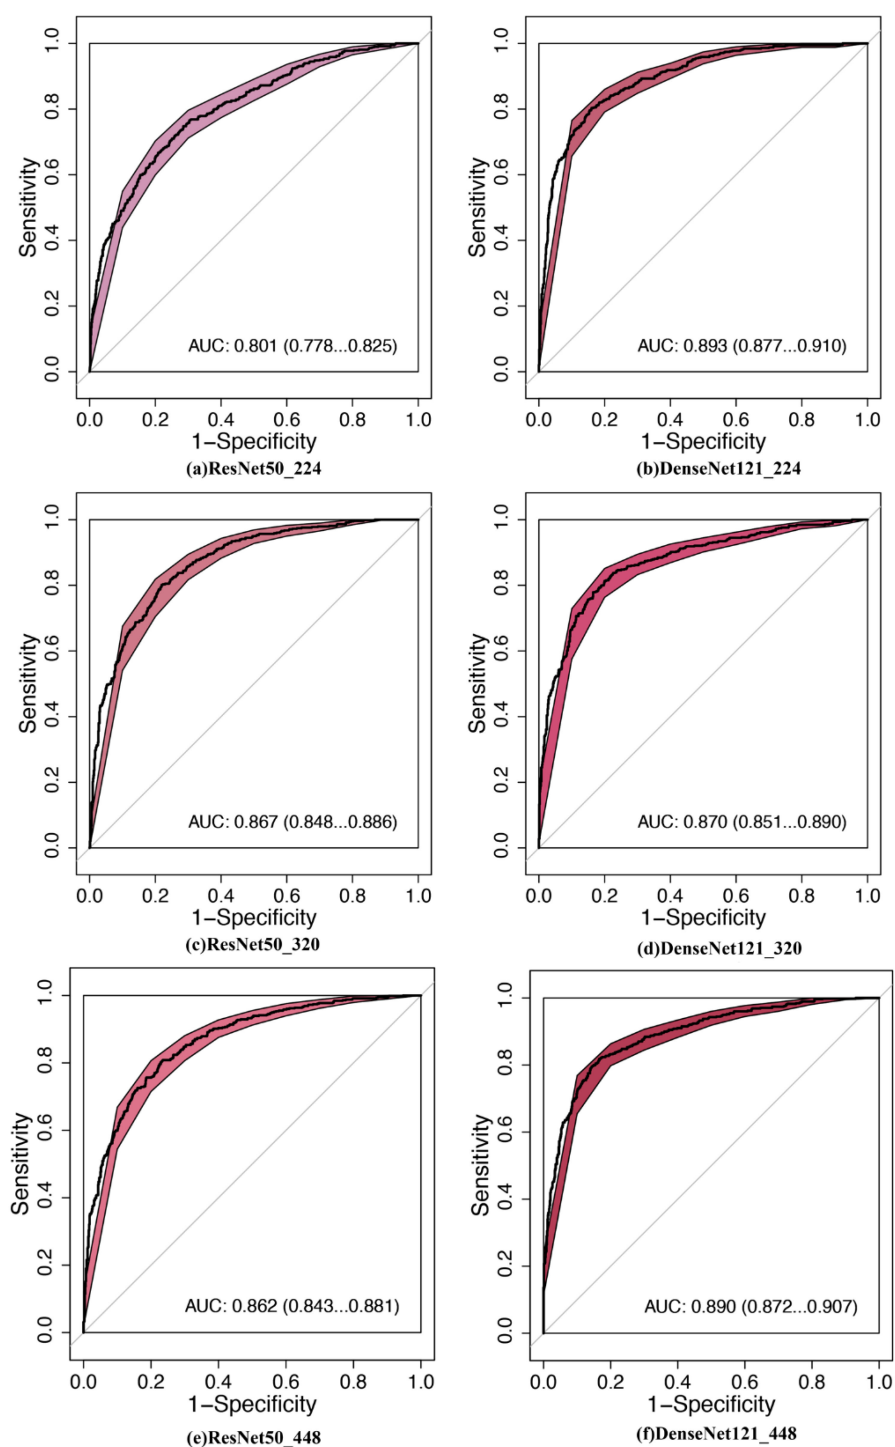 1.0
0.8
0.6
0.4
0.2
0.0
Sensitivity
AUC: 0.801 (0.778...0.825)
0.0 0.2 0.4 0.6 0.8 1.0
1−Specificity
(a)ResNet50_224
1.0
0.8
0.6
0.4
0.2
0.0
Sensitivity
AUC: 0.893 (0.877...0.910)
0.0 0.2 0.4 0.6 0.8 1.0
1−Specificity
(b)DenseNet121_224
1.0
0.8
0.6
0.4
0.2
0.0
Sensitivity
AUC: 0.867 (0.848...0.886)
0.0 0.2 0.4 0.6 0.8 1.0
1−Specificity
(c)ResNet50_320
1.0
0.8
0.6
0.4
0.2
0.0
Sensitivity
AUC: 0.870 (0.851...0.890)
0.0 0.2 0.4 0.6 0.8 1.0
1−Specificity
(d)DenseNet121_320
1.0
0.8
0.6
0.4
0.2
0.0
Sensitivity
AUC: 0.862 (0.843...0.881)
0.0 0.2 0.4 0.6 0.8 1.0
1−Specificity
(e)ResNet50_448
1.0
0.8
0.6
0.4
0.2
0.0
Sensitivity
AUC: 0.890 (0.872...0.907)
0.0 0.2 0.4 0.6 0.8 1.0
1−Specificity
(f)DenseNet121_448